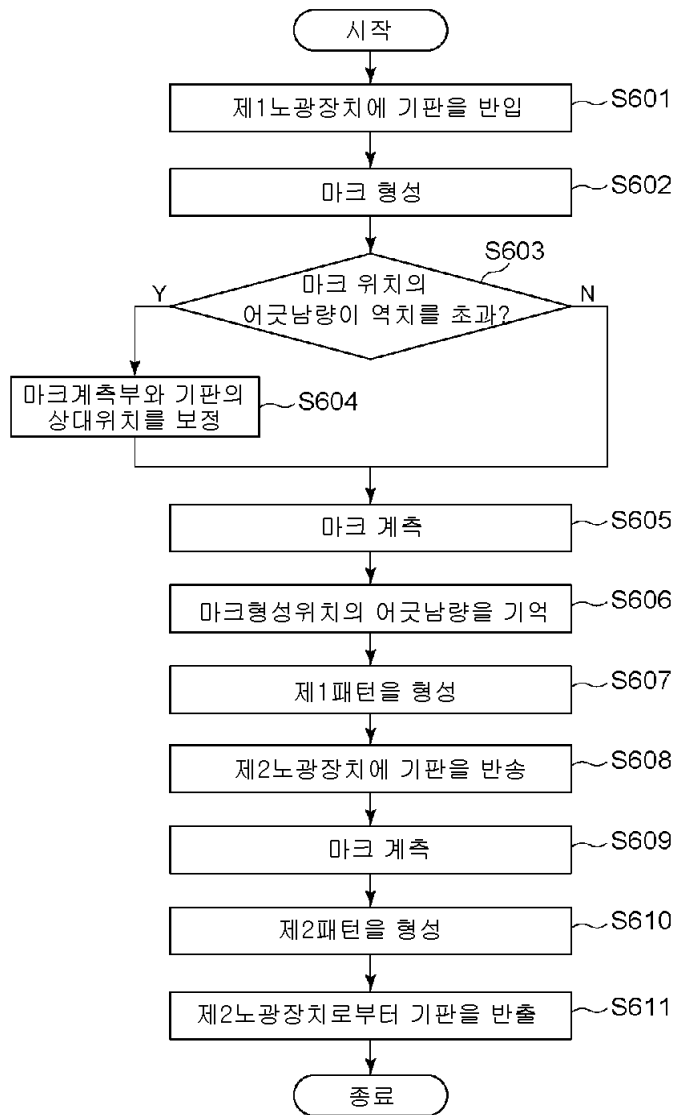 시작
제1노광장치에 기판을 반입
S601
마크 형성
S602
S603
마크 위치의
어긋남량이 역치를 초과?
Y
N
마크계측부와 기판의
상대위치를 보정
S604
마크 계측
S605
마크형성위치의 어긋남량을 기억
S606
제1패턴을 형성
S607
제2노광장치에 기판을 반송
S608
마크 계측
S609
제2패턴을 형성
S610
제2노광장치로부터 기판을 반출
S611
종료